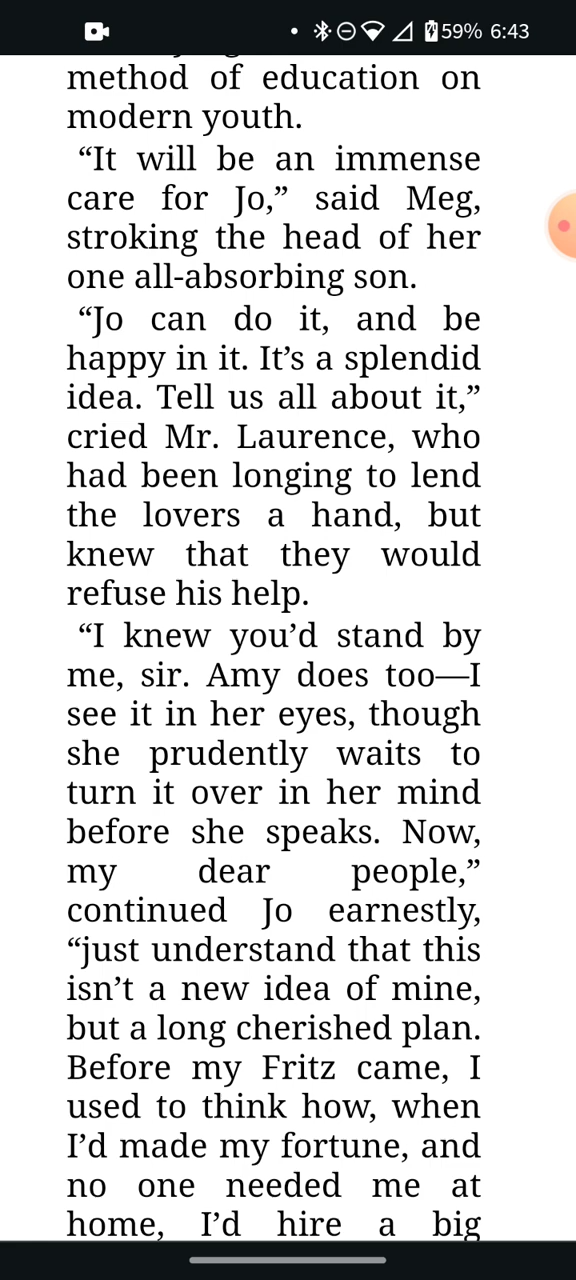 59% 6:43
method of education on
modern youth.
“It will be an immense
care for Jo,” said Meg,
stroking the head of her
one all-absorbing son.
“Jo can do it, and be
happy in it. It’s a splendid
idea. Tell us all about it,”
cried Mr. Laurence, who
had been longing to lend
the lovers a hand, but
knew that they would
refuse his help.
“I knew you’d stand by
me, sir. Amy does too—I
see it in her eyes, though
she prudently waits to
turn it over in her mind
before she speaks. Now,
my dear people,”
continued Jo earnestly,
“just understand that this
isn’t a new idea of mine,
but a long cherished plan.
Before my Fritz came, I
used to think how, when
I’d made my fortune, and
no one needed me at
home, I’d hire a big